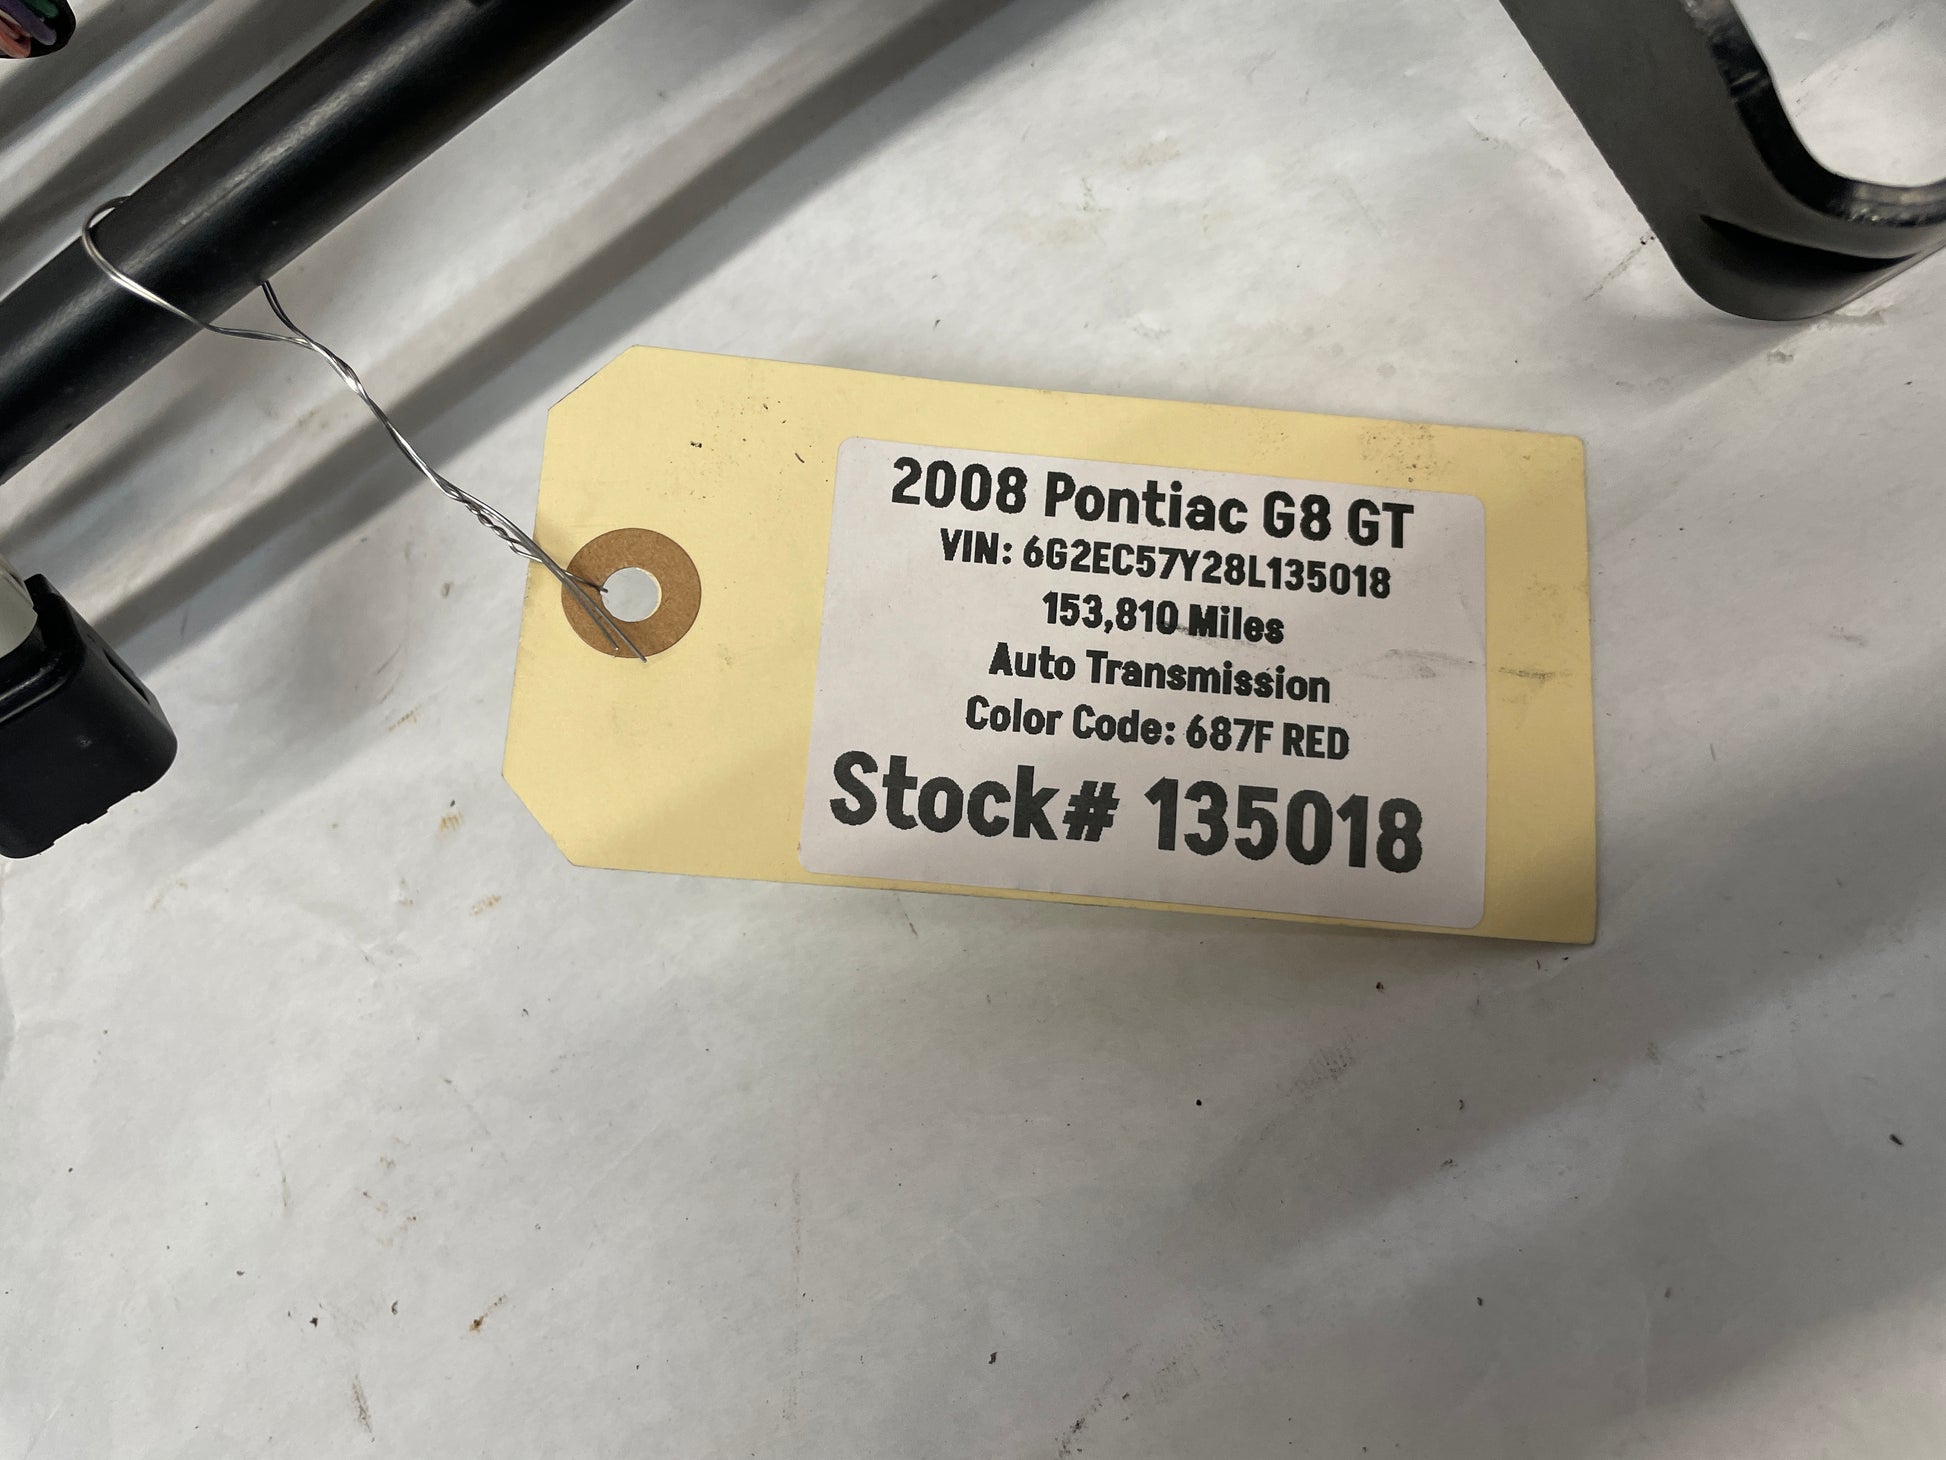 2008 Pontiac G8 GT
VIN: 6G2EC57Y28L135018
153,810 Miles
Auto Transmission
Color Code: 687F RED
Stock# 135018